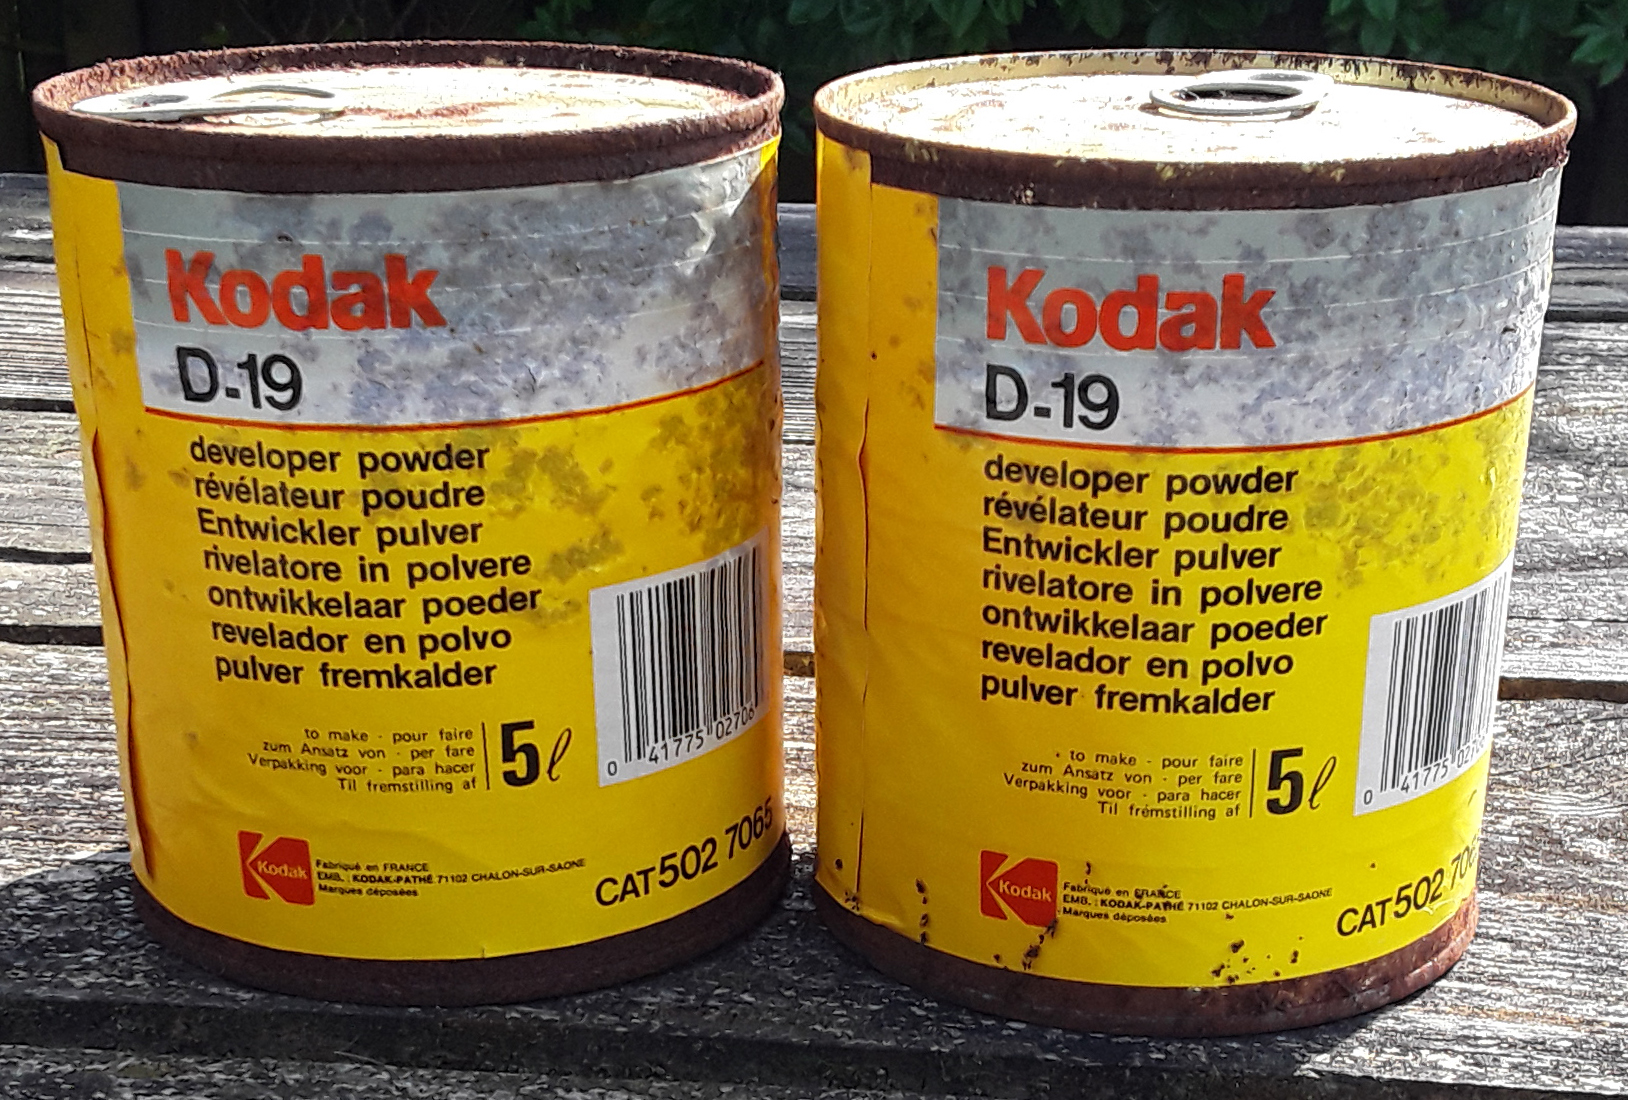 Kodak
D-19
developer powder
révélateur poudre
Entwickler pulver
rivelatore in polvere
ontwikkelaar poeder
revelador en polvo
pulver fremkalder
to make - pour faire
zum Ansatz von - per fare
Verpakking voor - para hacer
Til fremstilling af
5 l
0 41775 02706
Kodak
Fabriqué en FRANCE
EMB. : KODAK-PATHÉ 71102 CHALON-SUR-SAONE
Marques déposées
CAT 502 7065
Kodak
D-19
developer powder
révélateur poudre
Entwickler pulver
rivelatore in polvere
ontwikkelaar poeder
revelador en polvo
pulver fremkalder
to make - pour faire
zum Ansatz von - per fare
Verpakking voor - para hacer
Til fremstilling af
5 l
0 41775
Kodak
Fabriqué en FRANCE
EMB. : KODAK-PATHÉ 71102 CHALON-SUR-SAONE
Marques déposées
CAT 502